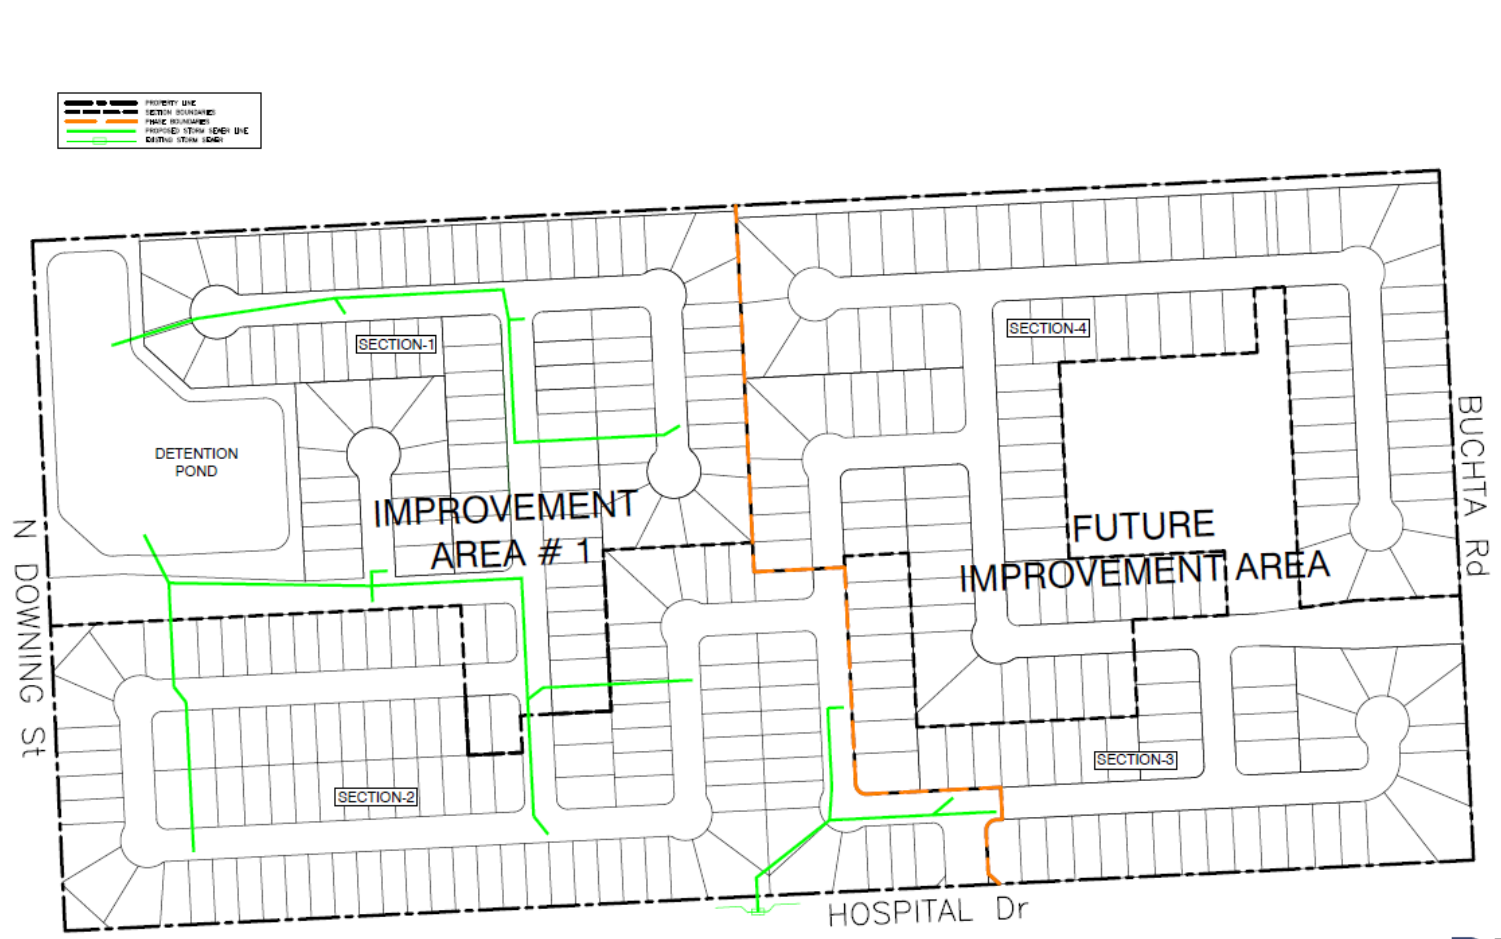 PROPERTY LINE
SECTION BOUNDARIES
PHASE BOUNDARIES
PROPOSED STORM SEWER LINE
EXISTING STORM SEWER
SECTION-1
SECTION-4
DETENTION
POND
IMPROVEMENT
AREA # 1
FUTURE
IMPROVEMENT AREA
BUCHTA Rd
N DOWNING St
SECTION-3
SECTION-2
HOSPITAL Dr